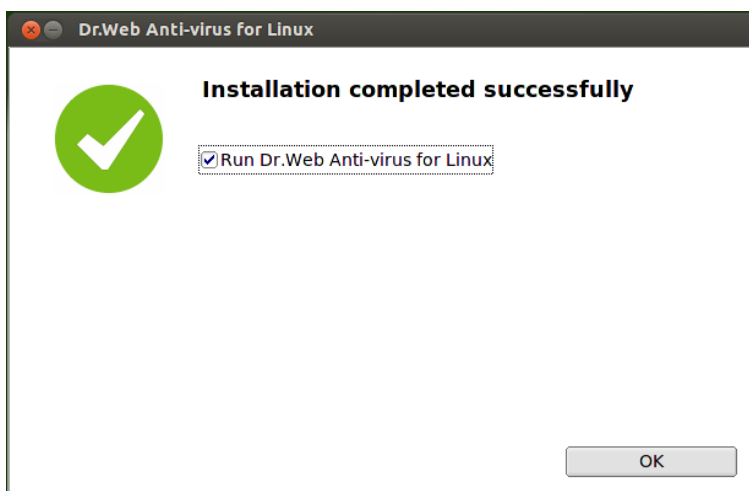 Dr.Web Anti-virus for Linux
Installation completed successfully
Run Dr.Web Anti-virus for Linux
OK